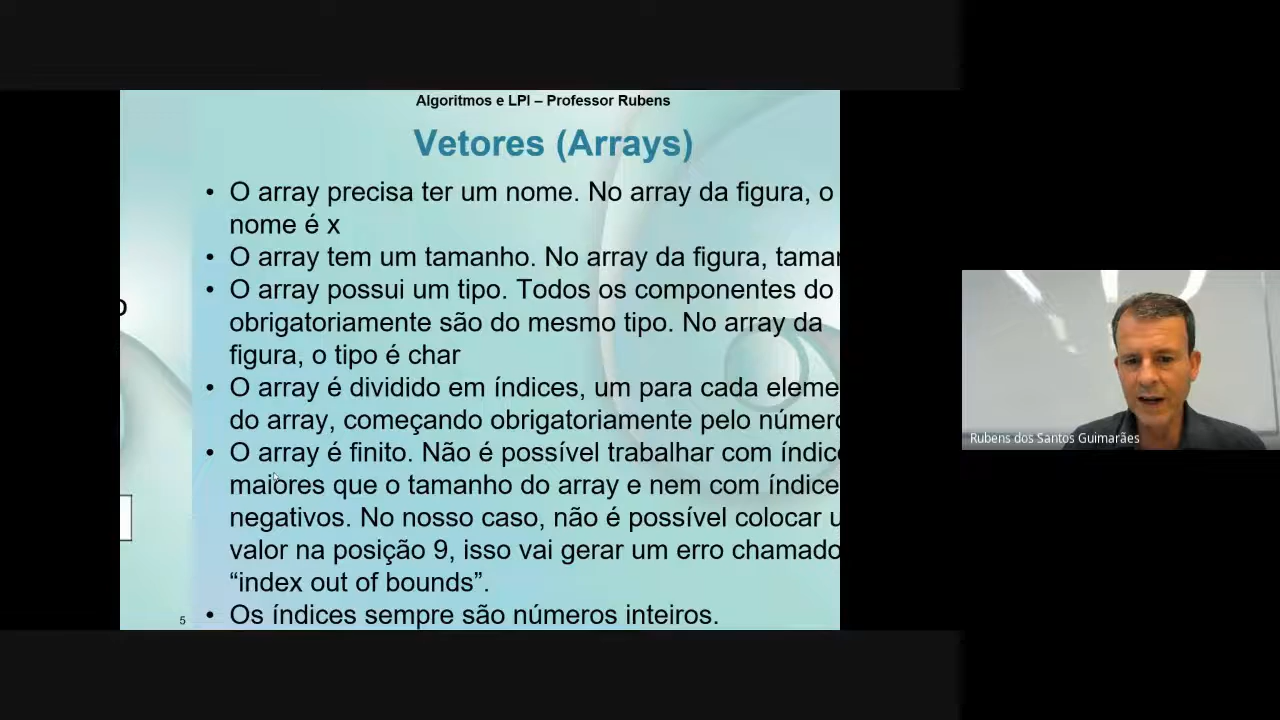 Algoritmos e LPI – Professor Rubens
Vetores (Arrays)
• O array precisa ter um nome. No array da figura, o
nome é x
• O array tem um tamanho. No array da figura,
• O array possui um tipo. Todos os componentes do
obrigatoriamente são do mesmo tipo. No array da
figura, o tipo é char
• O array é dividido em índices, um para cada
do array, começando obrigatoriamente pelo
• O array é finito. Não é possível trabalhar com
maiores que o tamanho do array e nem com
negativos. No nosso caso, não é possível colocar
valor na posição 9, isso vai gerar um erro chamado
“index out of bounds”.
• Os índices sempre são números inteiros.
5
Rubens dos Santos Guimarães